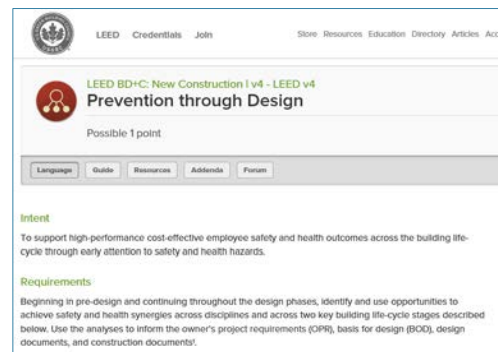 LEED Credentials Join Store Resources Education Directory Articles Acc
LEED BD+C: New Construction | v4 - LEED v4
Prevention through Design
Possible 1 point
Language Guide Resources Addenda Forum
Intent
To support high-performance cost-effective employee safety and health outcomes across the building life-
cycle through early attention to safety and health hazards.
Requirements
Beginning in pre-design and continuing throughout the design phases, identify and use opportunities to
achieve safety and health synergies across disciplines and across two key building life-cycle stages described
below. Use the analyses to inform the owner's project requirements (OPR), basis for design (BOD), design
documents, and construction documents¹.